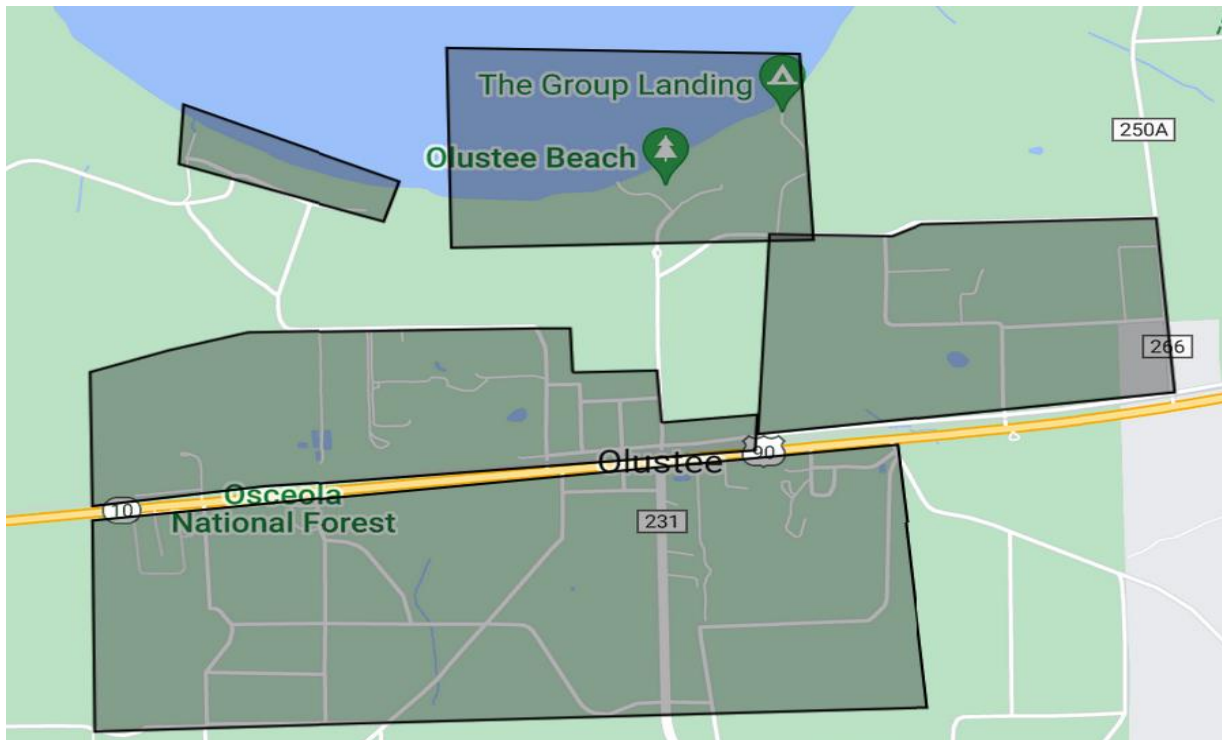 The Group Landing
250A
Olustee Beach
266
90
Olustee
Osceola
10
National Forest
231